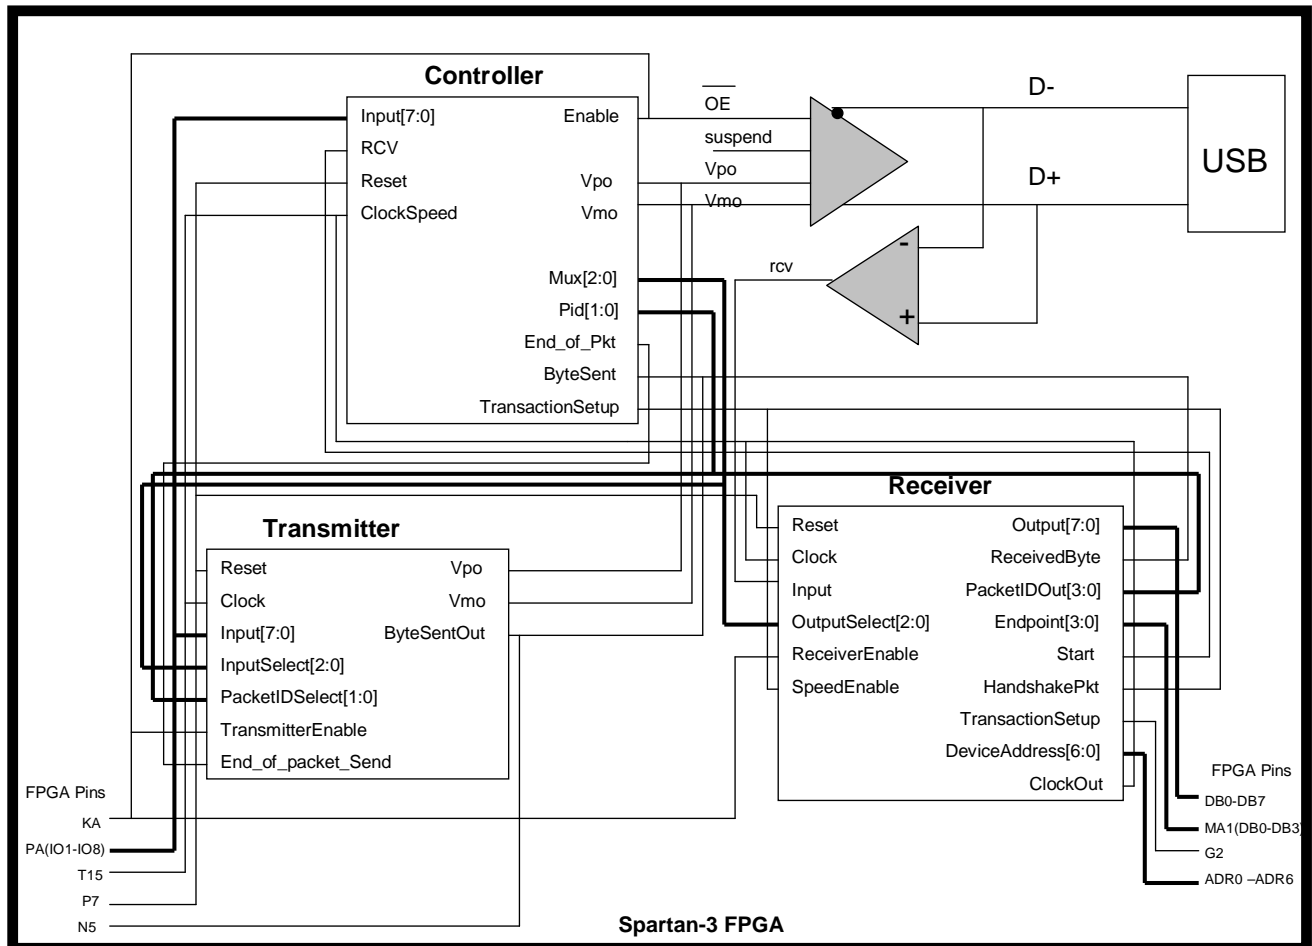 Controller
Input[7:0]
RCV
Reset
ClockSpeed
Enable
Vpo
Vmo
Mux[2:0]
Pid[1:0]
End_of_Pkt
ByteSent
TransactionSetup
OE
suspend
Vpo
Vmo
D-
D+
USB
rcv
-
+
Transmitter
Reset
Clock
Input[7:0]
InputSelect[2:0]
PacketIDSelect[1:0]
TransmitterEnable
End_of_packet_Send
Vpo
Vmo
ByteSentOut
Receiver
Reset
Clock
Input
OutputSelect[2:0]
ReceiverEnable
SpeedEnable
Output[7:0]
ReceivedByte
PacketIDOut[3:0]
Endpoint[3:0]
Start
HandshakePkt
TransactionSetup
DeviceAddress[6:0]
ClockOut
FPGA Pins
KA
PA(IO1-IO8)
T15
P7
N5
FPGA Pins
DB0-DB7
MA1(DB0-DB3)
G2
ADR0 –ADR6
Spartan-3 FPGA